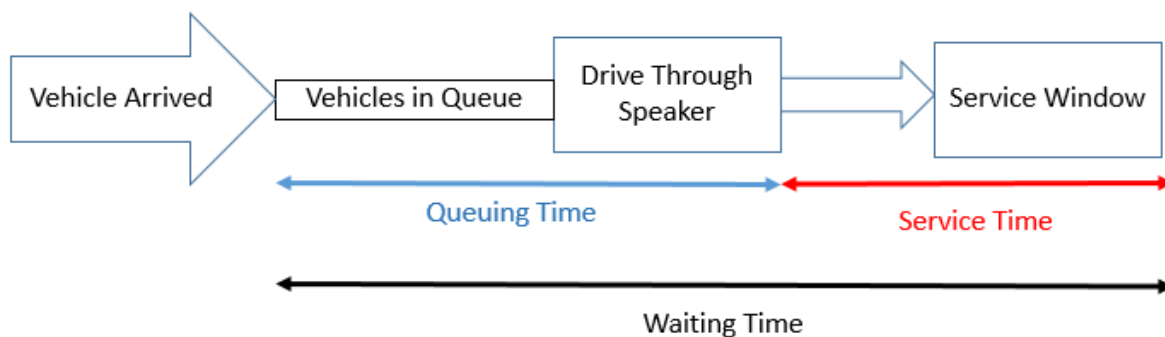 Vehicle Arrived
Vehicles in Queue
Drive Through
Speaker
Service Window
Queuing Time
Service Time
Waiting Time